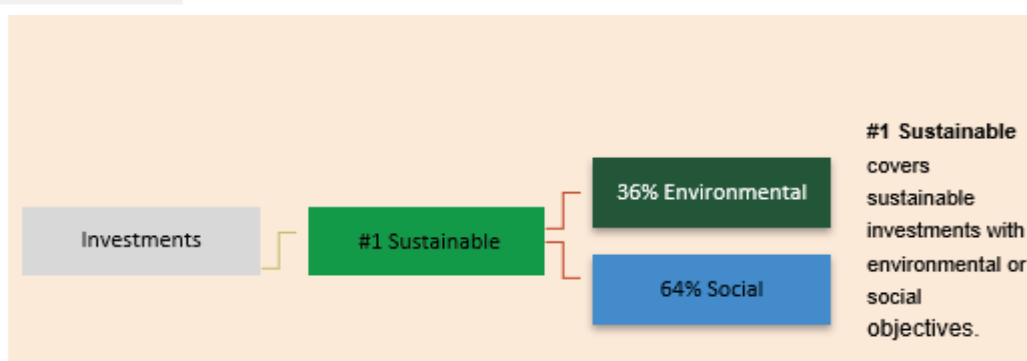 Investments
#1 Sustainable
36% Environmental
64% Social
#1 Sustainable
covers
sustainable
investments with
environmental or
social
objectives.